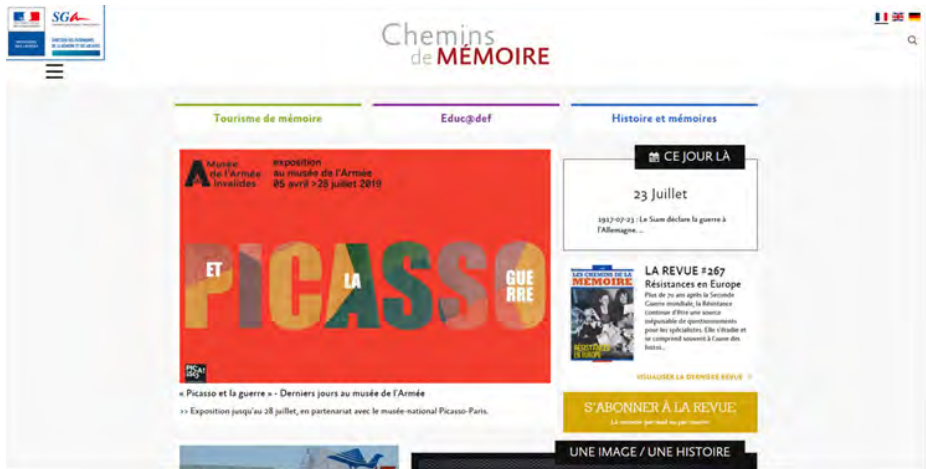 SGA
Chemins
de MÉMOIRE
Tourisme de mémoire
Educ@def
Histoire et mémoires
Musée
de l'Armée
Invalides
exposition
au musée de l'Armée
05 avril >28 juillet 2019
PICASSO
ET
LA
GUE
RRE
« Picasso et la guerre » - Derniers jours au musée de l'Armée
>> Exposition jusqu'au 28 juillet, en partenariat avec le musée national Picasso-Paris.
CE JOUR LÀ
23 Juillet
1917-07-23 : Le Siam déclare la guerre à
l'Allemagne. ...
LES CHEMINS DE LA
MÉMOIRE
RÉSISTANCES
EN EUROPE
LA REVUE #267
Résistances en Europe
Plus de 70 ans après la Seconde
Guerre mondiale, la Résistance
continue d'être une source
inépuisable de questionnements
pour les spécialistes. Elle s'étudie et
se comprend souvent à l'aune des
VISUALISER LA DERNIÈRE REVUE >
S'ABONNER À LA REVUE
UNE IMAGE / UNE HISTOIRE